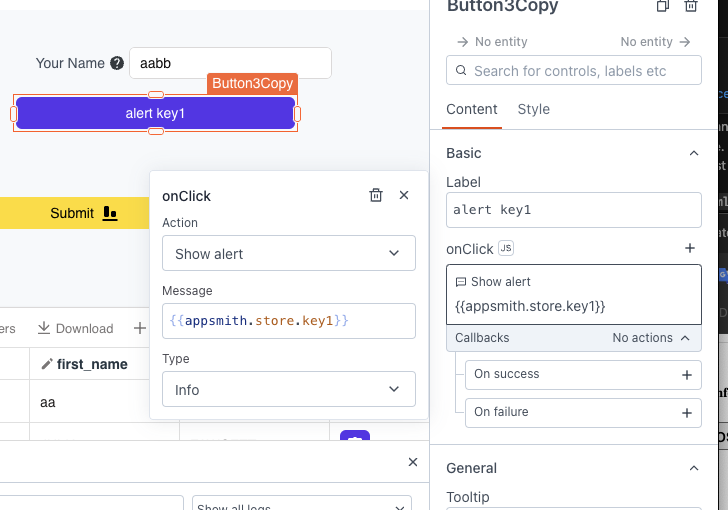 Button3Copy
No entity
No entity
Search for controls, labels etc
Content
Style
Basic
Label
alert key1
onClick
JS
Show alert
{{appsmith.store.key1}}
Callbacks
No actions
On success
On failure
General
Tooltip
Your Name
aabb
Button3Copy
alert key1
Submit
onClick
Action
Show alert
Message
{{appsmith.store.key1}}
Type
Info
Download
first_name
aa
Show all logs